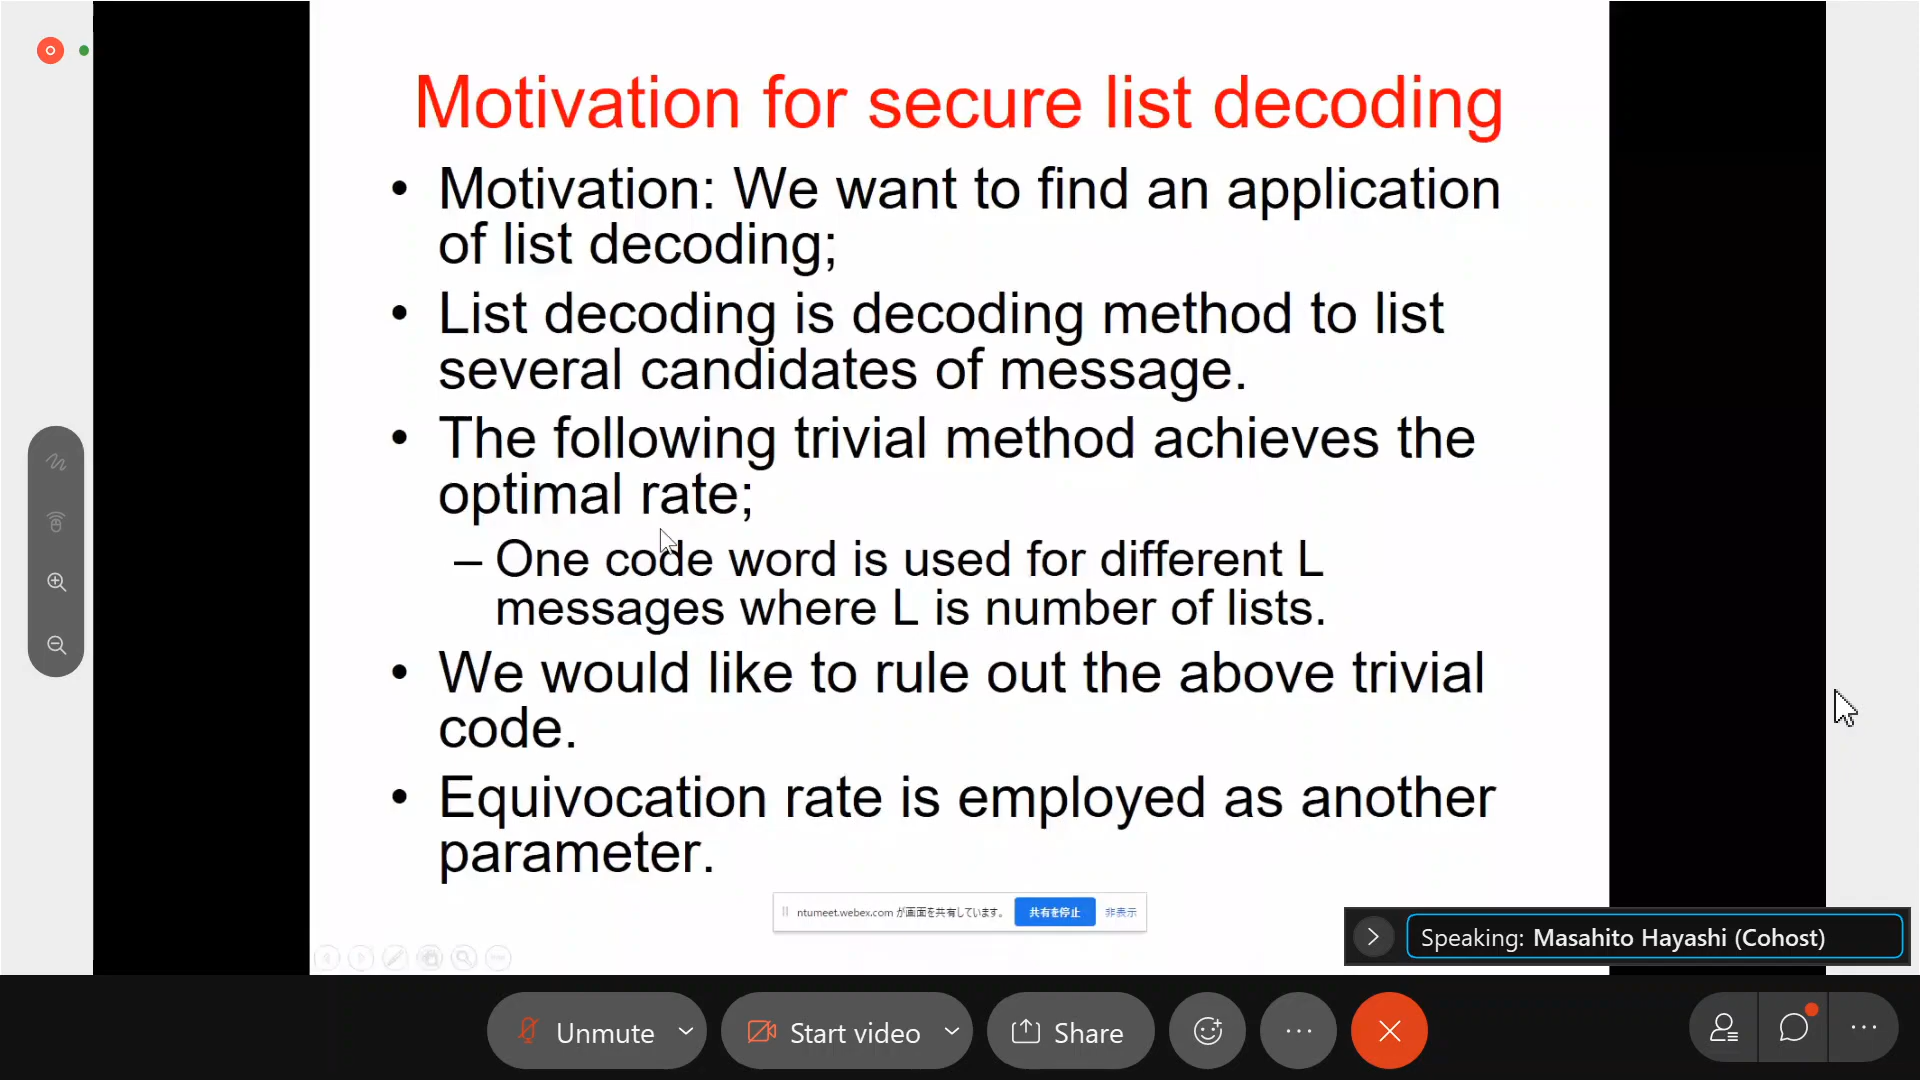 Motivation for secure list decoding
• Motivation: We want to find an application
of list decoding;
• List decoding is decoding method to list
several candidates of message.
• The following trivial method achieves the
optimal rate;
– One code word is used for different L
messages where L is number of lists.
• We would like to rule out the above trivial
code.
• Equivocation rate is employed as another
parameter.
ntumeet.webex.com が画面を共有しています。 共有を停止 非表示
Speaking: Masahito Hayashi (Cohost)
Unmute Start video Share